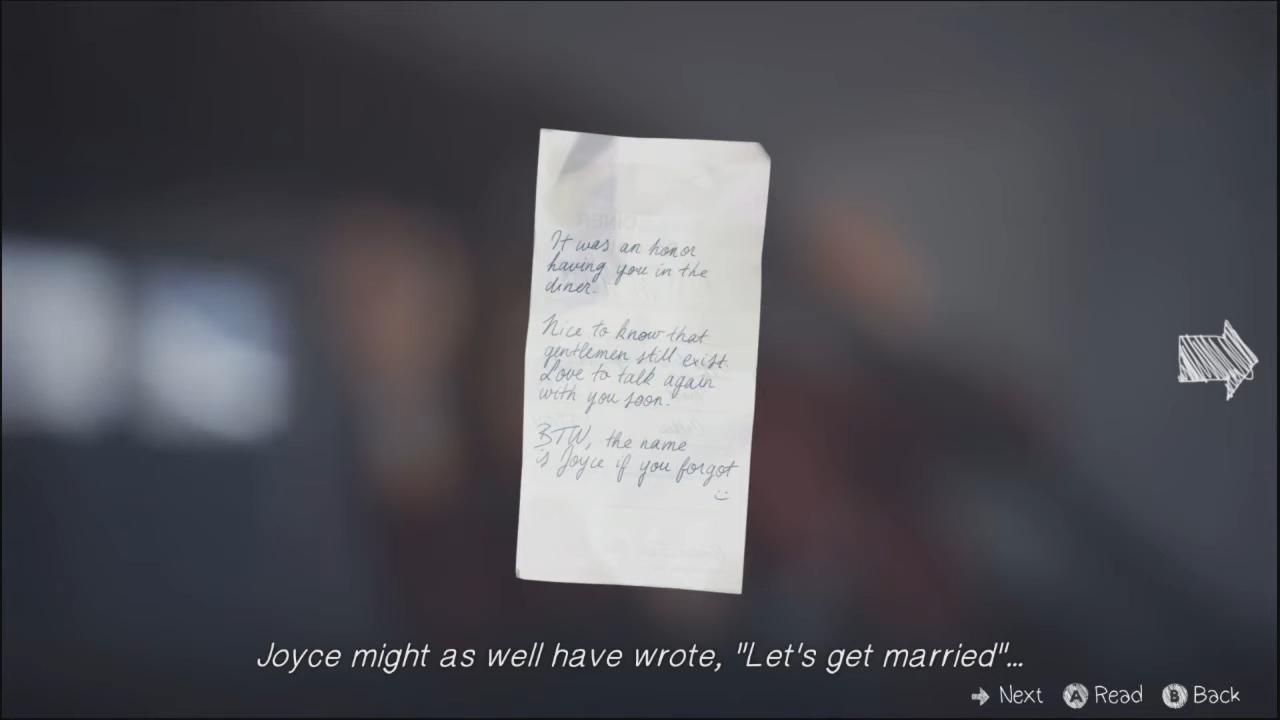 It was an honor
having you in the
diner.
Nice to know that
gentlemen still exist.
Love to talk again
with you soon.
BTW, the name
is Joyce if you forgot
Joyce might as well have wrote, "Let's get married"...
Next A Read B Back